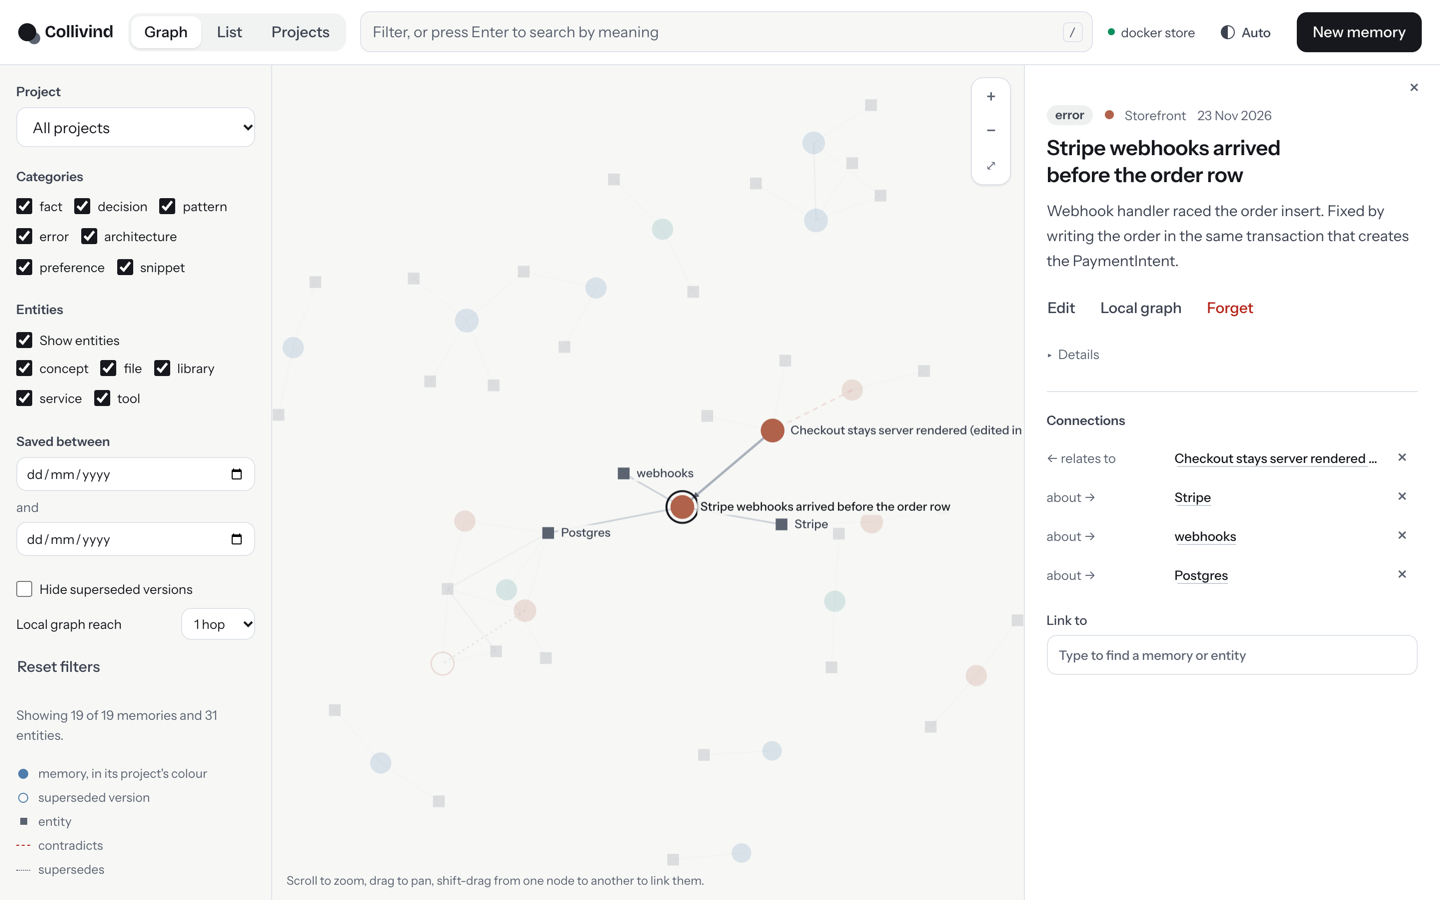 Collivind
Graph List Projects
Filter, or press Enter to search by meaning /
docker store
Auto
New memory
Project
All projects
Categories
fact decision pattern
error architecture
preference snippet
Entities
Show entities
concept file library
service tool
Saved between
dd/mm/yyyy
and
dd/mm/yyyy
Hide superseded versions
Local graph reach 1 hop
Reset filters
Showing 19 of 19 memories and 31
entities.
memory, in its project's colour
superseded version
entity
contradicts
supersedes
+
−
Checkout stays server rendered (edited in
webhooks
Stripe webhooks arrived before the order row
Stripe
Postgres
Scroll to zoom, drag to pan, shift-drag from one node to another to link them.
×
error Storefront 23 Nov 2026
Stripe webhooks arrived
before the order row
Webhook handler raced the order insert. Fixed by
writing the order in the same transaction that creates
the PaymentIntent.
Edit Local graph Forget
Details
Connections
← relates to Checkout stays server rendered ... ×
about → Stripe ×
about → webhooks ×
about → Postgres ×
Link to
Type to find a memory or entity